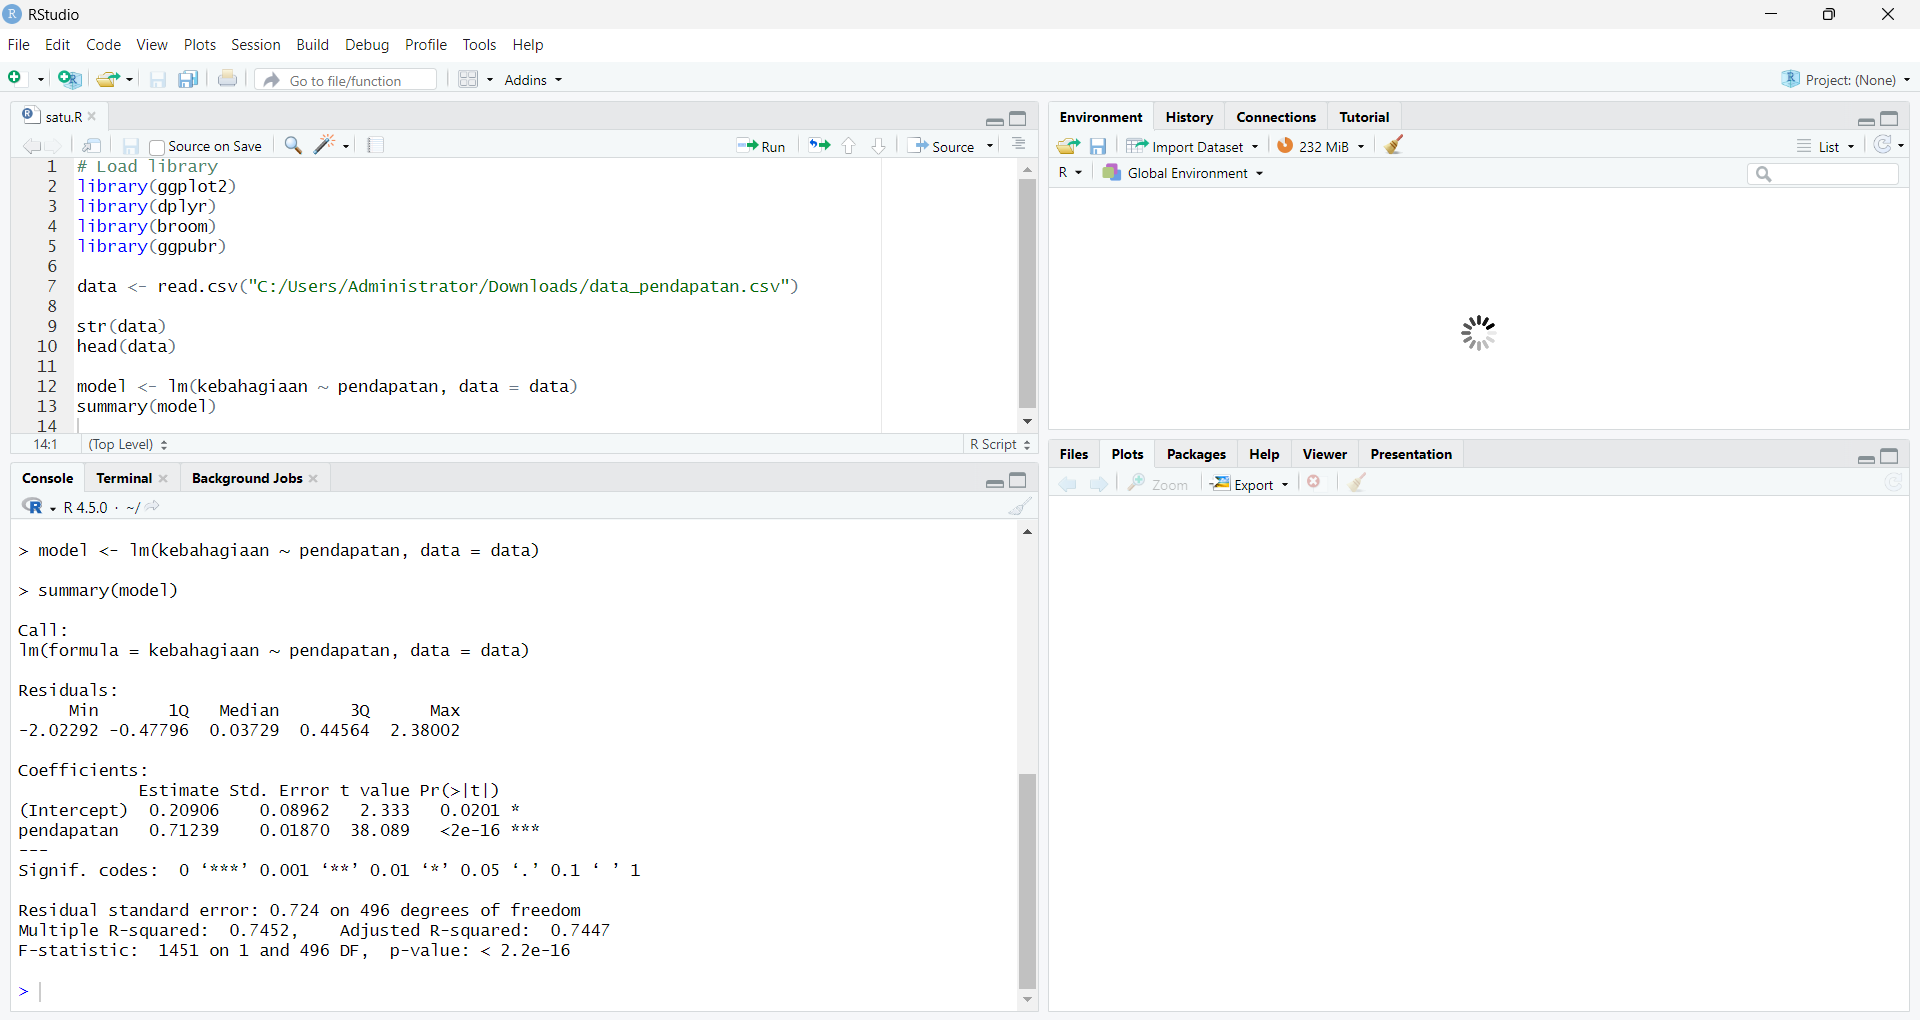 RStudio
File Edit Code View Plots Session Build Debug Profile Tools Help
Go to file/function Addins Project: (None)
satu.R
Source on Save Run Source
1 # Load library
2 library(ggplot2)
3 library(dplyr)
4 library(broom)
5 library(ggpubr)
6
7 data <- read.csv("C:/Users/Administrator/Downloads/data_pendapatan.csv")
8
9 str(data)
10 head(data)
11
12 model <- lm(kebahagiaan ~ pendapatan, data = data)
13 summary(model)
14
14:1 (Top Level) R Script
Console Terminal Background Jobs
R 4.5.0 · ~/
> model <- lm(kebahagiaan ~ pendapatan, data = data)
> summary(model)
Call:
lm(formula = kebahagiaan ~ pendapatan, data = data)
Residuals:
Min 1Q Median 3Q Max
-2.02292 -0.47796 0.03729 0.44564 2.38002
Coefficients:
Estimate Std. Error t value Pr(>|t|)
(Intercept) 0.20906 0.08962 2.333 0.0201 *
pendapatan 0.71239 0.01870 38.089 <2e-16 ***
---
Signif. codes: 0 ‘***’ 0.001 ‘**’ 0.01 ‘*’ 0.05 ‘.’ 0.1 ‘ ’ 1
Residual standard error: 0.724 on 496 degrees of freedom
Multiple R-squared: 0.7452, Adjusted R-squared: 0.7447
F-statistic: 1451 on 1 and 496 DF, p-value: < 2.2e-16
>
Environment History Connections Tutorial
Import Dataset 232 MiB List
R Global Environment
Files Plots Packages Help Viewer Presentation
Zoom Export